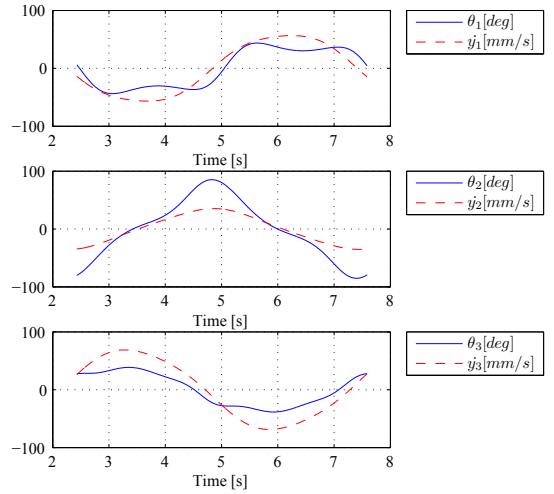 100
0
−100
2 3 4 5 6 7 8
Time [s]
θ₁[deg]
ẏ₁[mm/s]
100
0
−100
2 3 4 5 6 7 8
Time [s]
θ₂[deg]
ẏ₂[mm/s]
100
0
−100
2 3 4 5 6 7 8
Time [s]
θ₃[deg]
ẏ₃[mm/s]